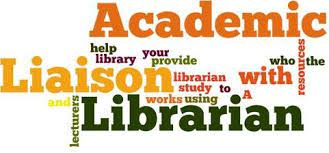 Academic
help your who the
library provide
resources
Liaison librarian with
study to A
and works using
lecturers
Librarian